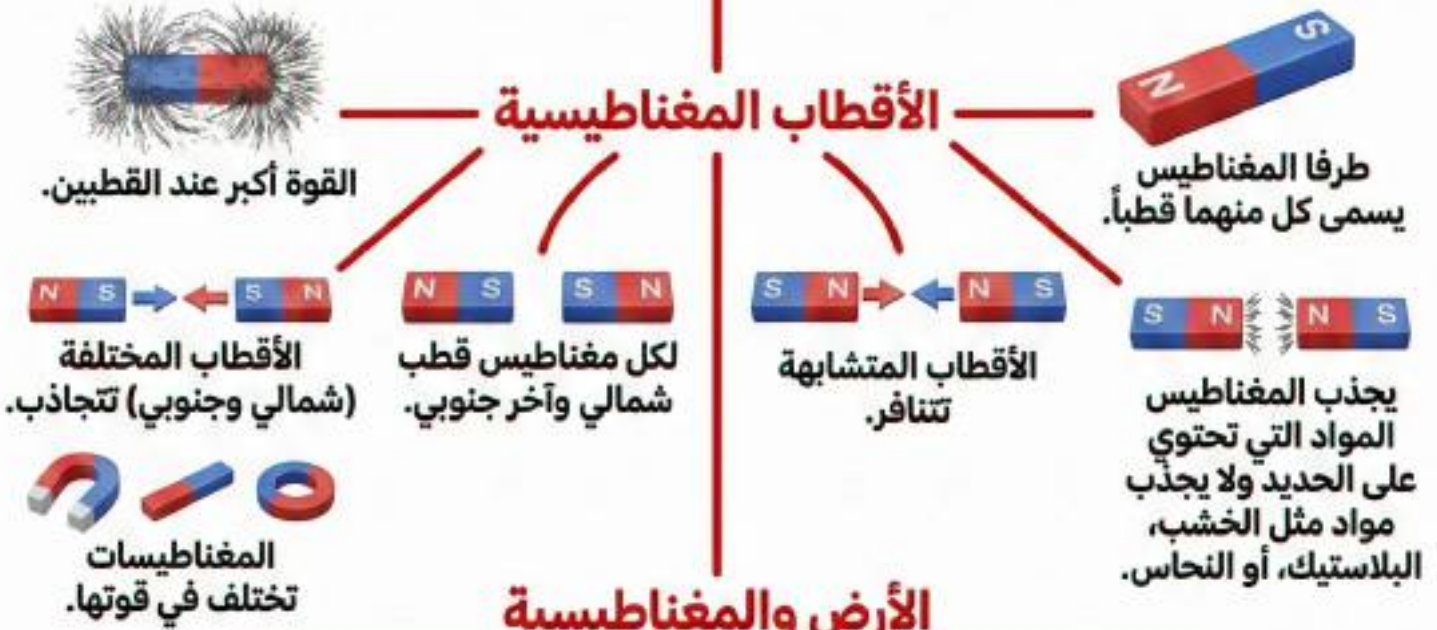 الأقطاب المغناطيسية
N S
طرفا المغناطيس
يسمى كل منهما قطباً.
القوة أكبر عند القطبين.
S N N S
يجذب المغناطيس
المواد التي تحتوي
على الحديد ولا يجذب
مواد مثل الخشب،
البلاستيك، أو النحاس.
S N N S
الأقطاب المتشابهة
تتنافر.
N S S N
لكل مغناطيس قطب
شمالي وآخر جنوبي.
N S S N
الأقطاب المختلفة
(شمالي وجنوبي) تتجاذب.
المغناطيسات
تختلف في قوتها.
الأرض والمغناطيسية